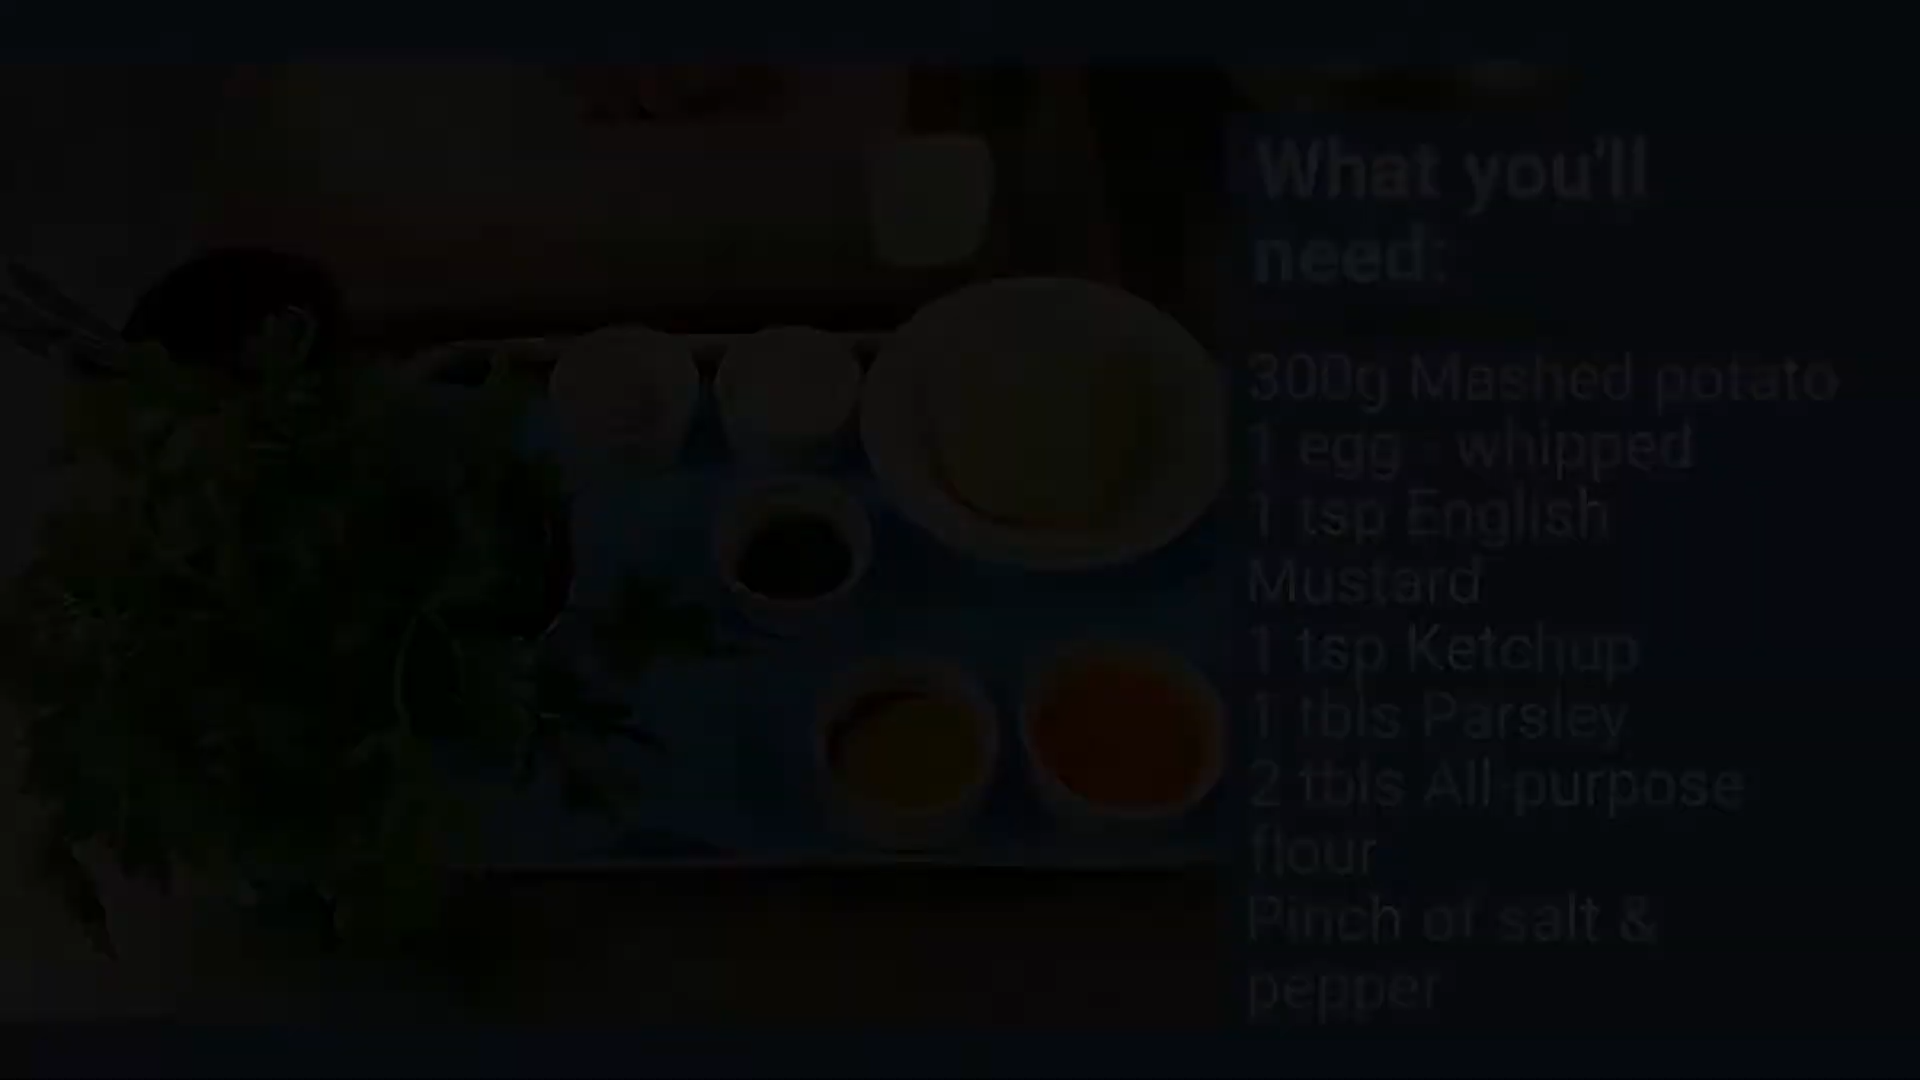 What you'll
need:
300g Mashed potato
1 egg - whipped
1 tsp English
Mustard
1 tsp Ketchup
1 tbls Parsley
2 tbls All-purpose
flour
Pinch of salt &
pepper